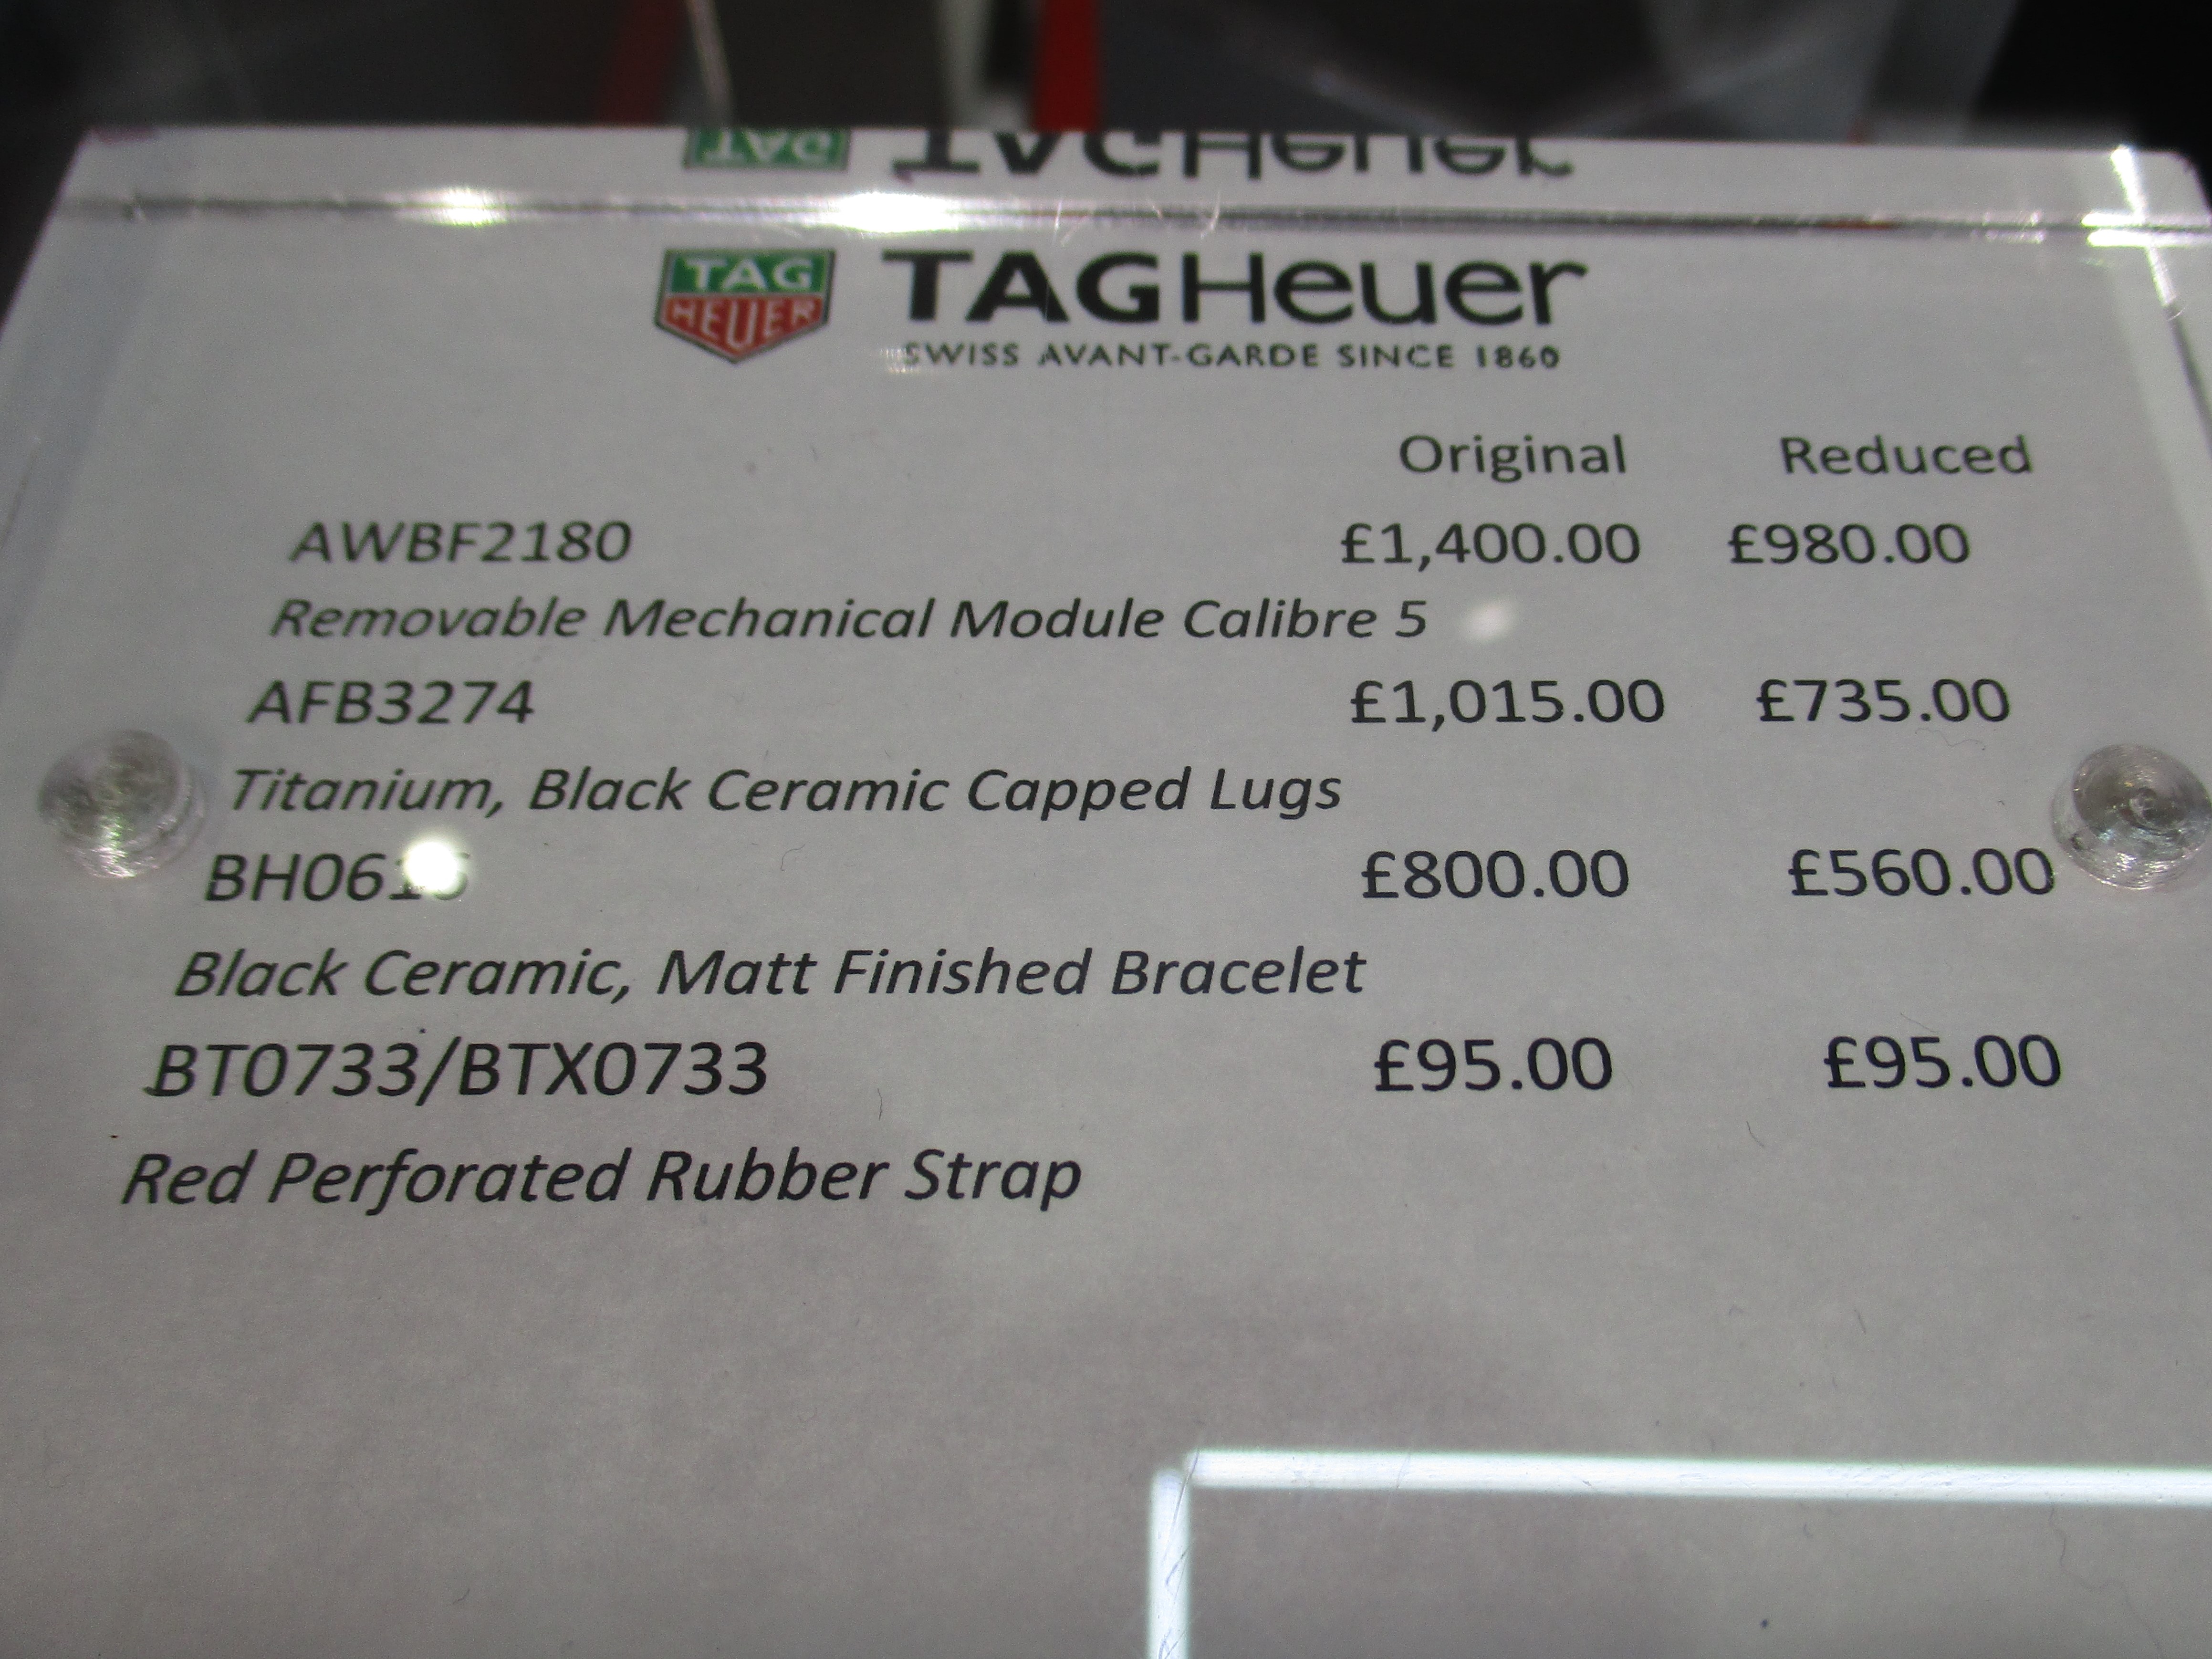 TAG HEUER
TAGHeuer
SWISS AVANT-GARDE SINCE 1860
Original Reduced
AWBF2180 £1,400.00 £980.00
Removable Mechanical Module Calibre 5
AFB3274 £1,015.00 £735.00
Titanium, Black Ceramic Capped Lugs
£800.00 £560.00
Black Ceramic, Matt Finished Bracelet
BT0733/BTX0733 £95.00 £95.00
Red Perforated Rubber Strap